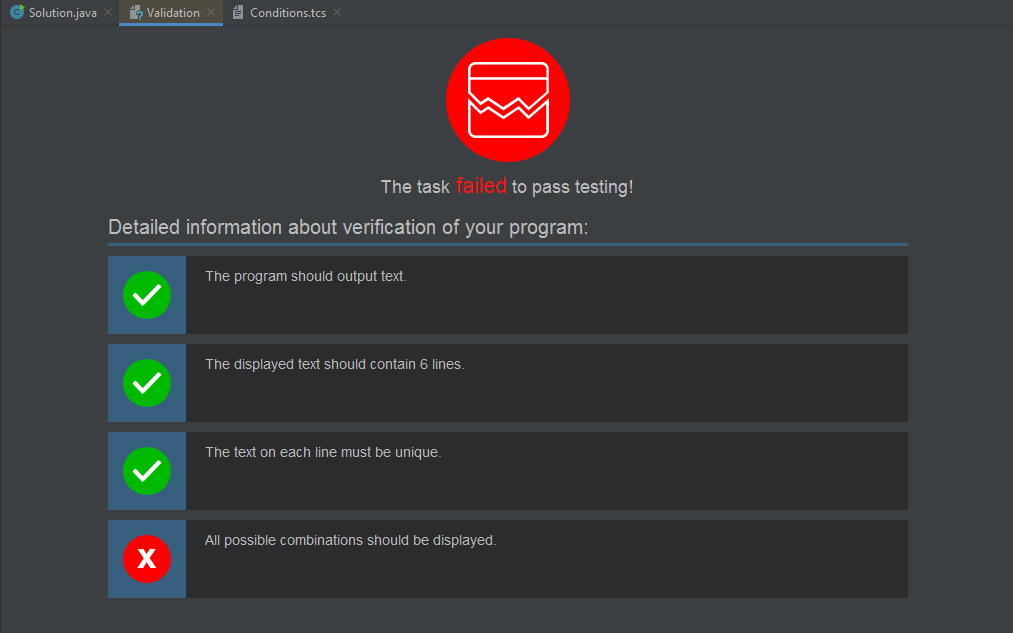 Solution.java Validation Conditions.tcs
The task failed to pass testing!
Detailed information about verification of your program:
The program should output text.
The displayed text should contain 6 lines.
The text on each line must be unique.
All possible combinations should be displayed.